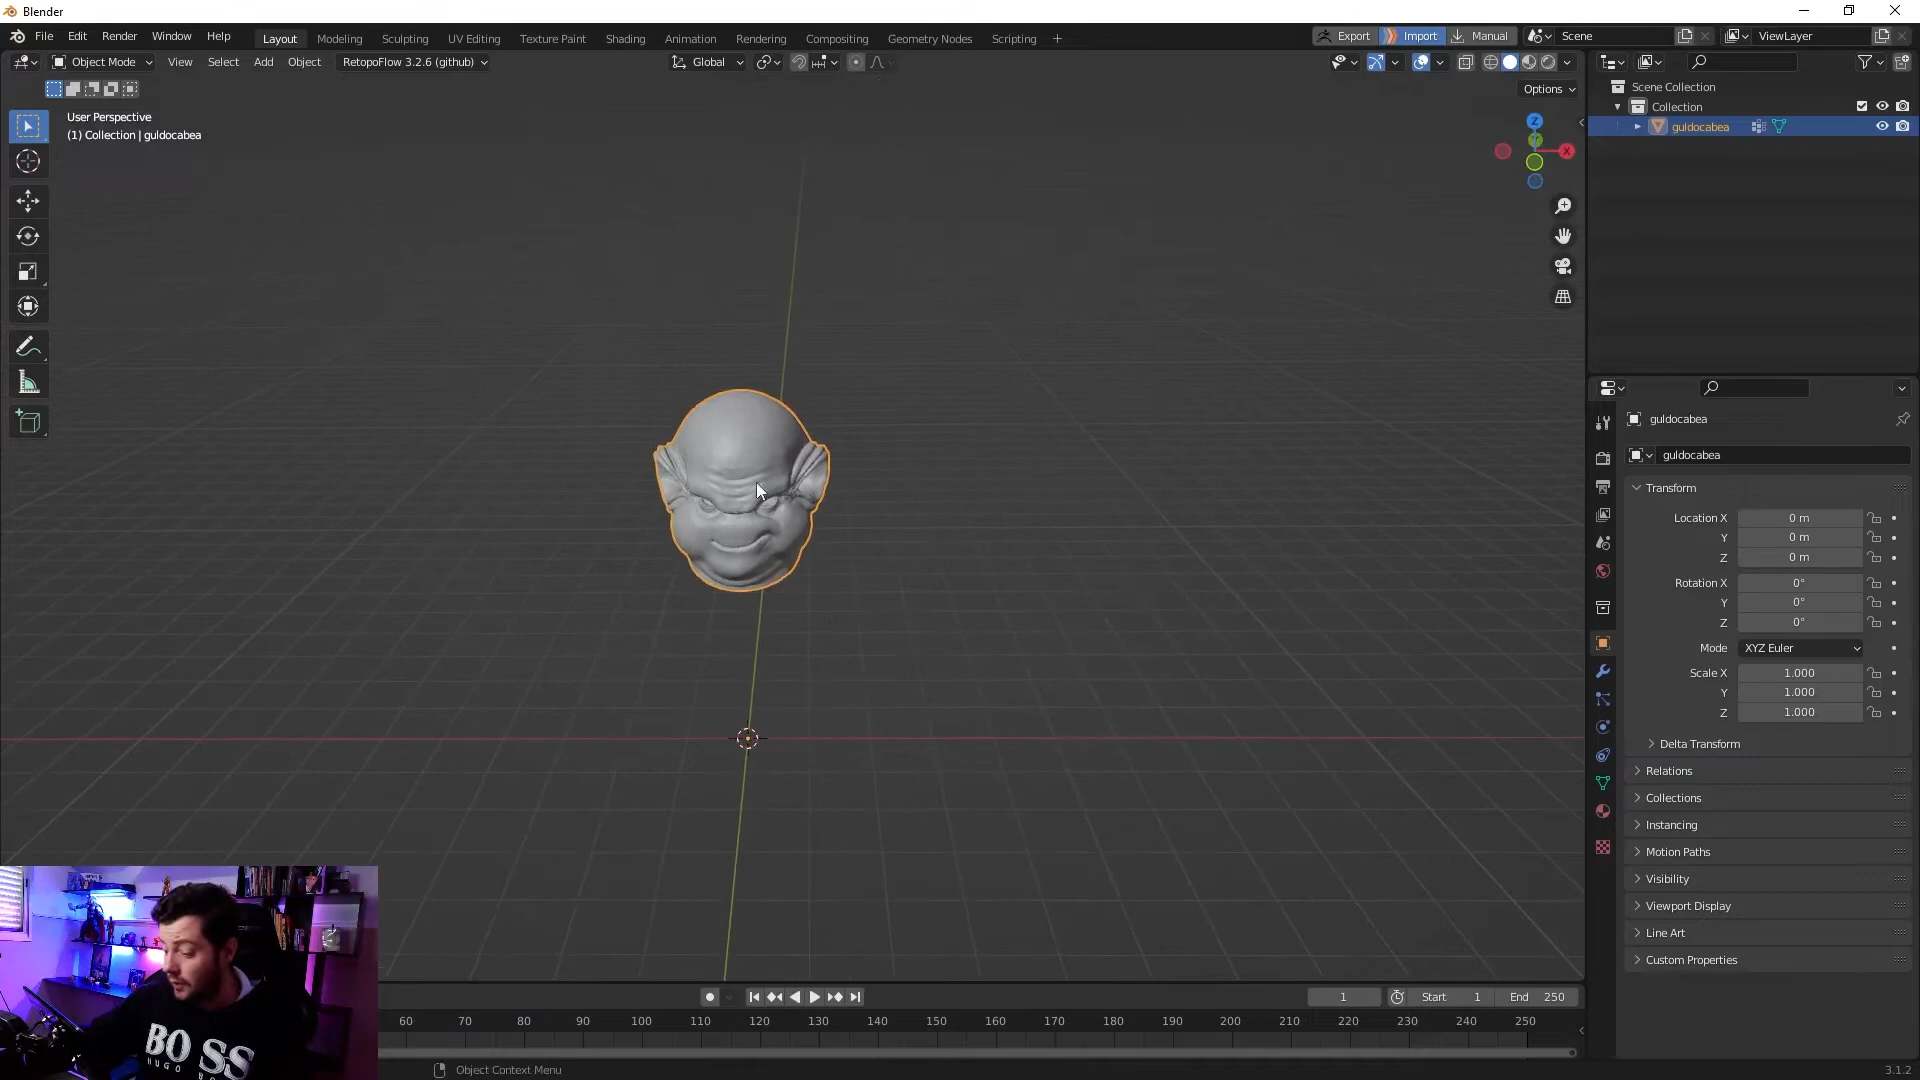 Blender
File Edit Render Window Help Layout Modeling Sculpting UV Editing Texture Paint Shading Animation Rendering Compositing Geometry Nodes Scripting + Export Import Manual Scene ViewLayer
Object Mode View Select Add Object RetopoFlow 3.2.6 (github) Global
Options
User Perspective
(1) Collection | guldocabea
Z
X
Scene Collection
Collection
guldocabea
guldocabea
guldocabea
Transform
Location X 0 m
Y 0 m
Z 0 m
Rotation X 0°
Y 0°
Z 0°
Mode XYZ Euler
Scale X 1.000
Y 1.000
Z 1.000
Delta Transform
Relations
Collections
Instancing
Motion Paths
Visibility
Viewport Display
Line Art
Custom Properties
1 Start 1 End 250
60 70 80 90 100 110 120 130 140 150 160 170 180 190 200 210 220 230 240 250
BOSS
HUGO
Object Context Menu
3.1.2